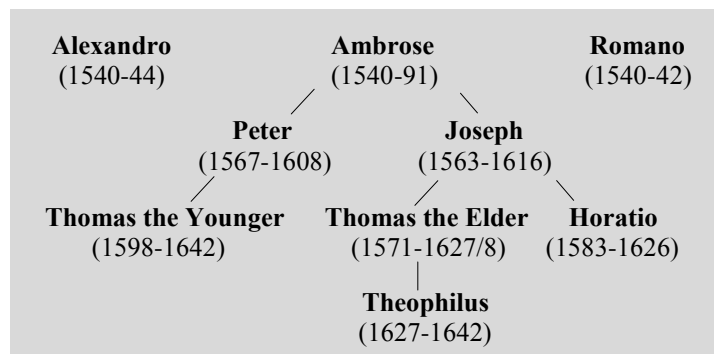 Alexandro Ambrose Romano
(1540-44) (1540-91) (1540-42)
Peter Joseph
(1567-1608) (1563-1616)
Thomas the Younger Thomas the Elder Horatio
(1598-1642) (1571-1627/8) (1583-1626)
Theophilus
(1627-1642)